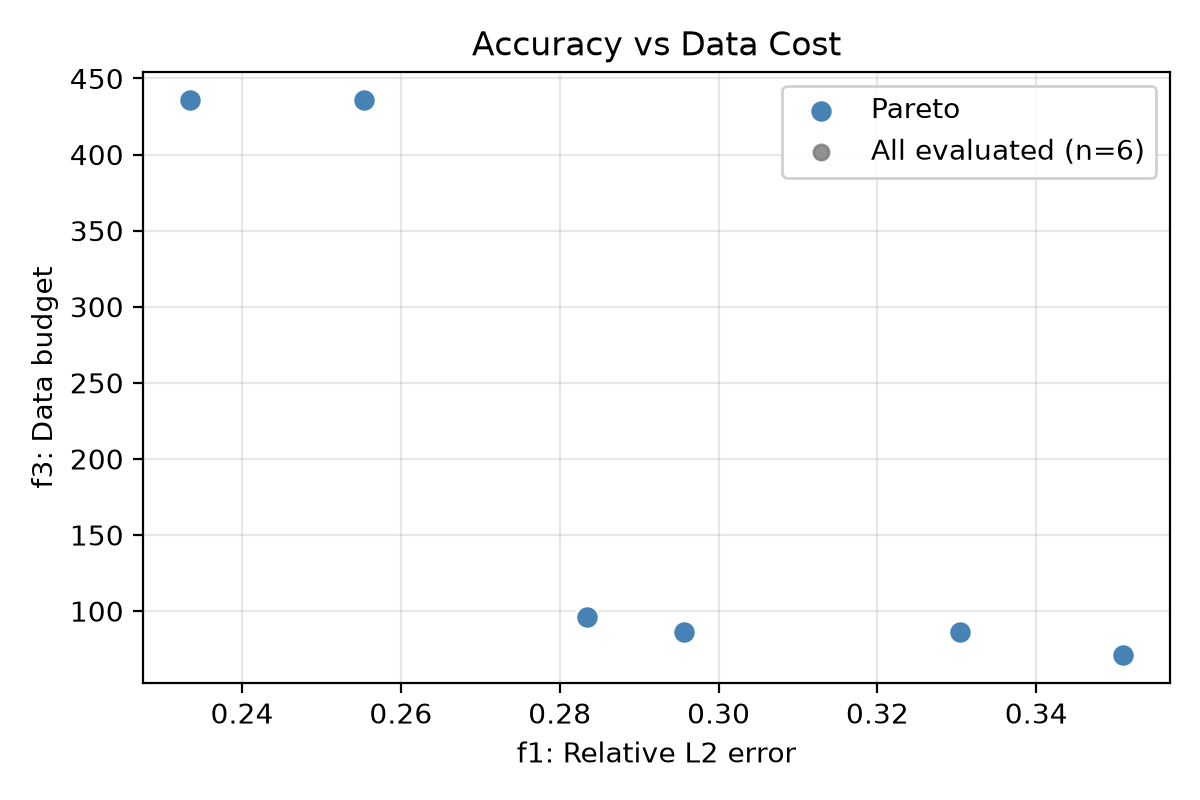 Accuracy vs Data Cost
450
400
350
300
250
200
150
100
f3: Data budget
Pareto
All evaluated (n=6)
0.24 0.26 0.28 0.30 0.32 0.34
f1: Relative L2 error